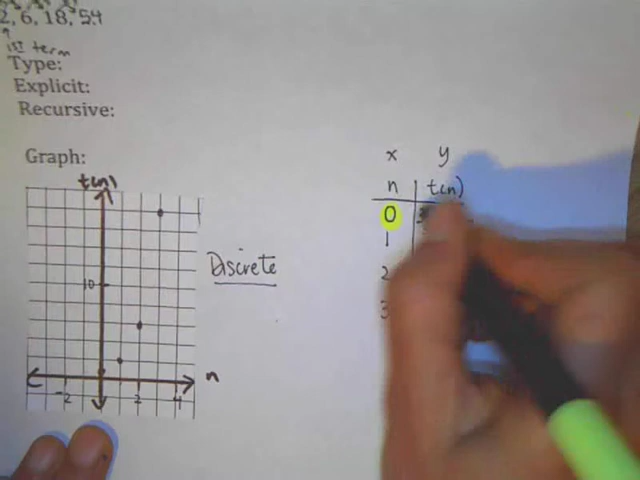 2, 6, 18, 54
1st term
Type:
Explicit:
Recursive:
Graph:
t(n)
10
-2 2 4
n
Discrete
x y
n t(n)
0
1
2
3